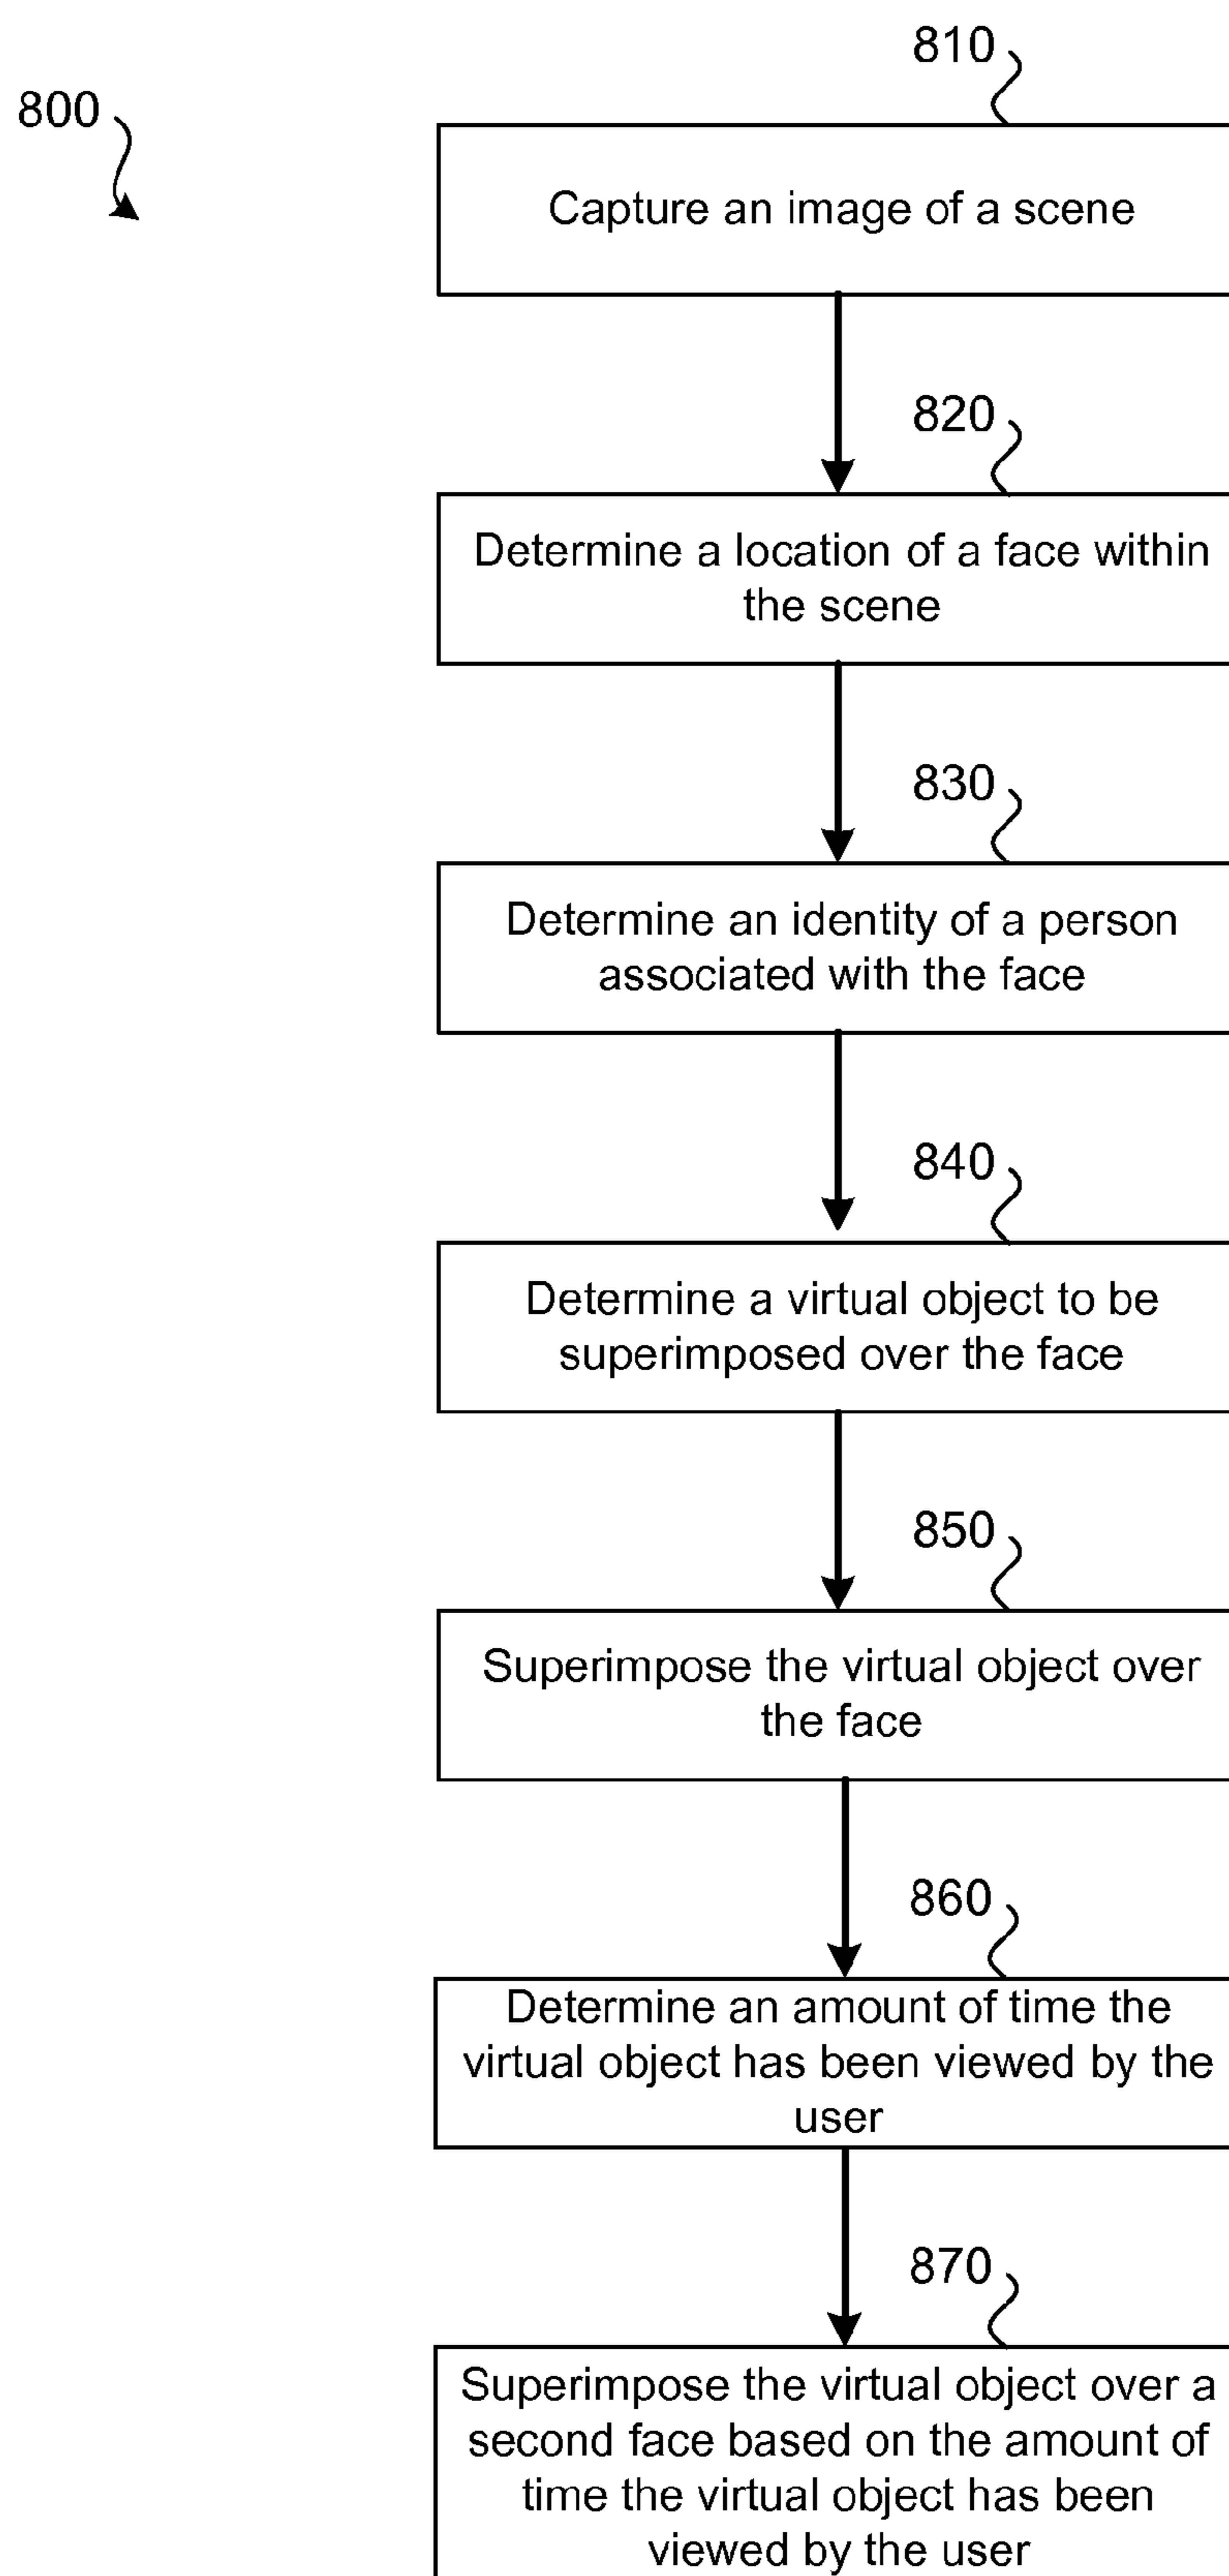 810
800
Capture an image of a scene
820
Determine a location of a face within
the scene
830
Determine an identity of a person
associated with the face
840
Determine a virtual object to be
superimposed over the face
850
Superimpose the virtual object over
the face
860
Determine an amount of time the
virtual object has been viewed by the
user
870
Superimpose the virtual object over a
second face based on the amount of
time the virtual object has been
viewed by the user